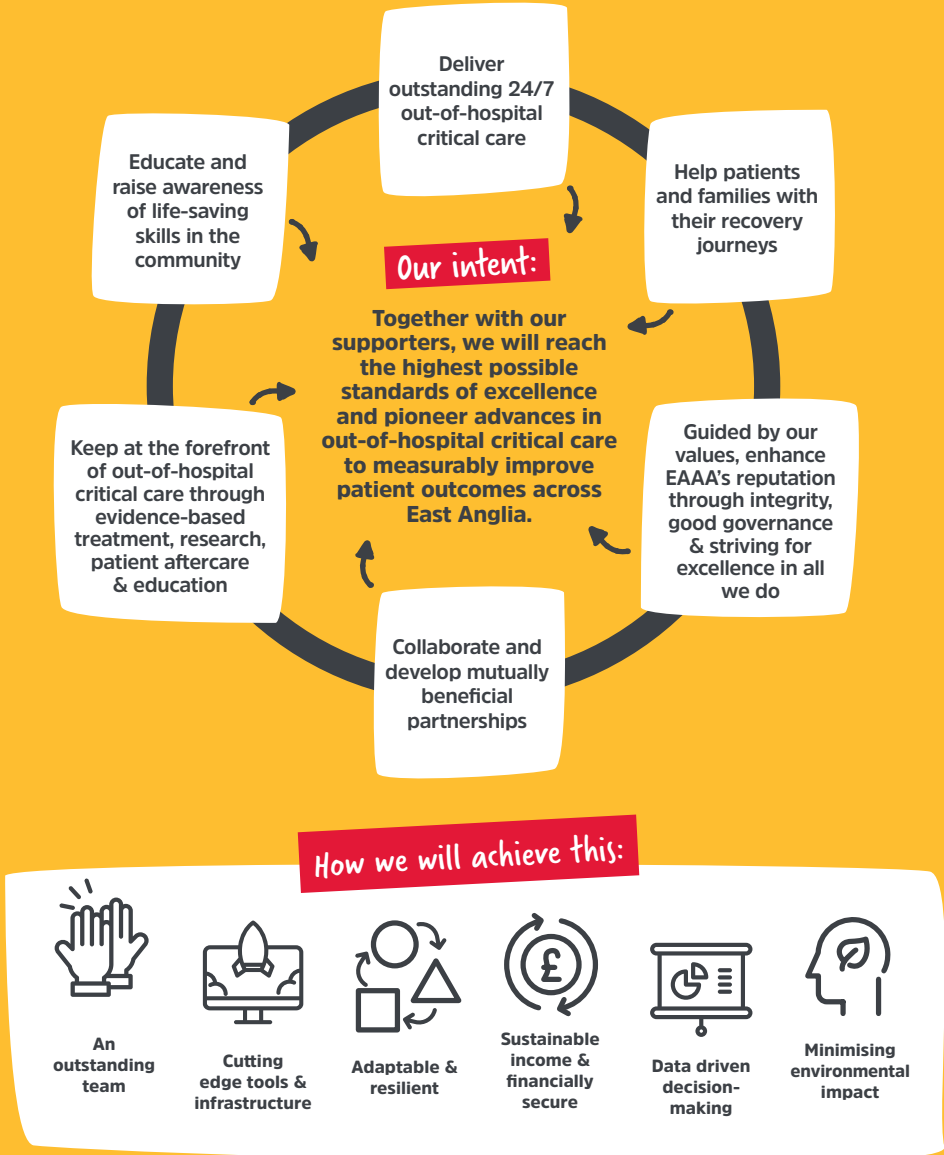 Deliver
outstanding 24/7
out-of-hospital
critical care
Help patients
and families with
their recovery
journeys
Guided by our
values, enhance
EAAA's reputation
through integrity,
good governance
& striving for
excellence in all
we do
Collaborate and
develop mutually
beneficial
partnerships
Keep at the forefront
of out-of-hospital
critical care through
evidence-based
treatment, research,
patient aftercare
& education
Educate and
raise awareness
of life-saving
skills in the
community
Our intent:
Together with our
supporters, we will reach
the highest possible
standards of excellence
and pioneer advances in
out-of-hospital critical care
to measurably improve
patient outcomes across
East Anglia.
How we will achieve this:
£
An
outstanding
team
Cutting
edge tools &
infrastructure
Adaptable &
resilient
Sustainable
income &
financially
secure
Data driven
decision-
making
Minimising
environmental
impact